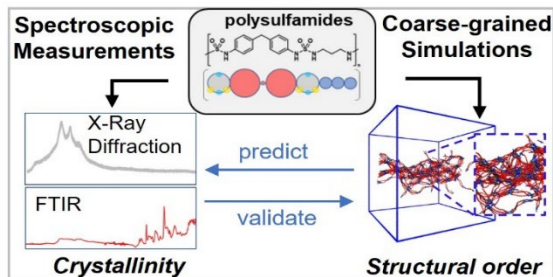 Spectroscopic
Measurements
polysulfamides
Coarse-grained
Simulations
O
O
S
N
H
N
H
O
O
S
N
H
N
H
n
X-Ray
Diffraction
FTIR
predict
validate
Crystallinity
Structural order